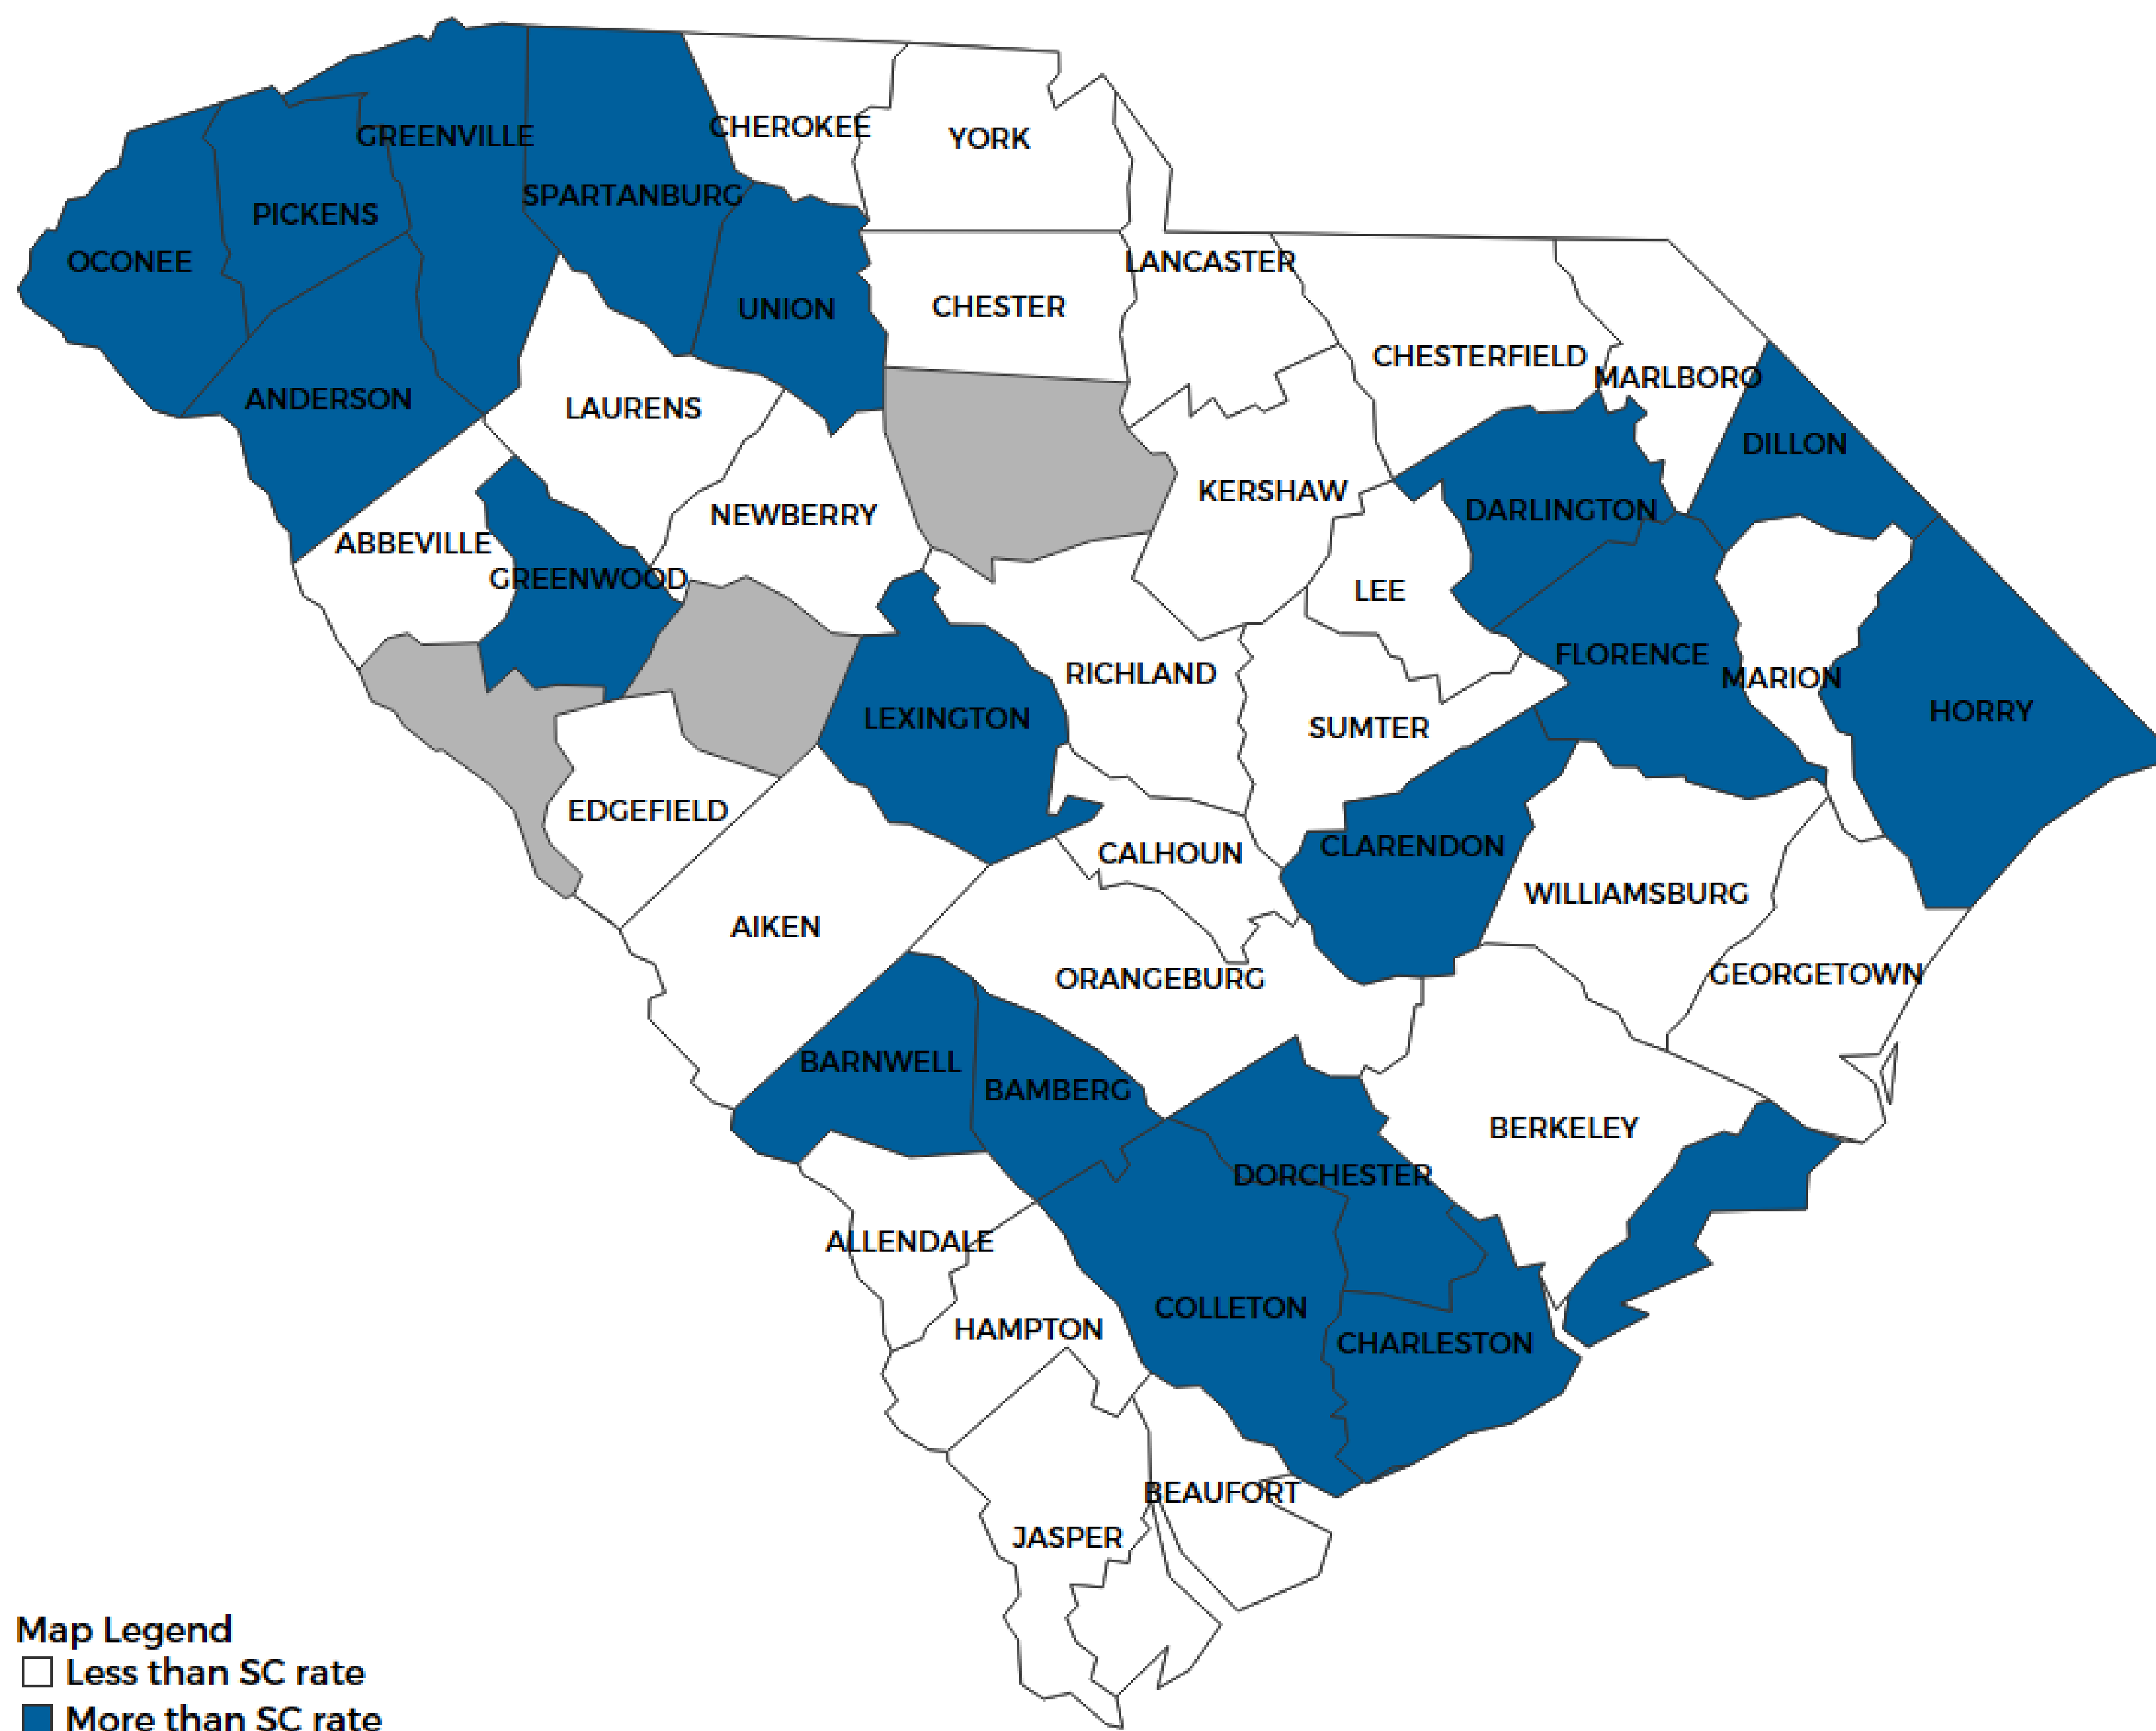 CHEROKEE
YORK
GREENVILLE
SPARTANBURG
PICKENS
OCONEE
LANCASTER
UNION
CHESTER
CHESTERFIELD
MARLBORO
ANDERSON
LAURENS
DILLON
KERSHAW
DARLINGTON
NEWBERRY
ABBEVILLE
GREENWOOD
LEE
FLORENCE
RICHLAND
MARION
HORRY
LEXINGTON
SUMTER
EDGEFIELD
CLARENDON
CALHOUN
WILLIAMSBURG
AIKEN
GEORGETOWN
ORANGEBURG
BARNWELL
BAMBERG
BERKELEY
DORCHESTER
ALLENDALE
COLLETON
HAMPTON
CHARLESTON
BEAUFORT
JASPER
Map Legend
Less than SC rate
More than SC rate